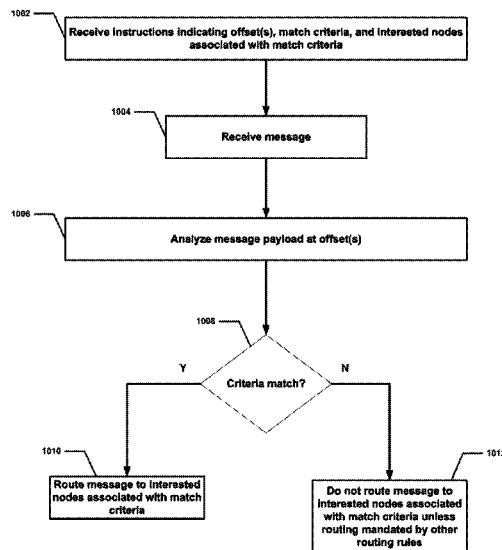 1002
Receive instructions indicating offset(s), match criteria, and interested nodes
associated with match criteria
1004
Receive message
1006
Analyze message payload at offset(s)
1008
Y
Criteria match?
N
1010
Route message to interested
nodes associated with match
criteria
1012
Do not route message to
interested nodes associated
with match criteria unless
routing mandated by other
routing rules